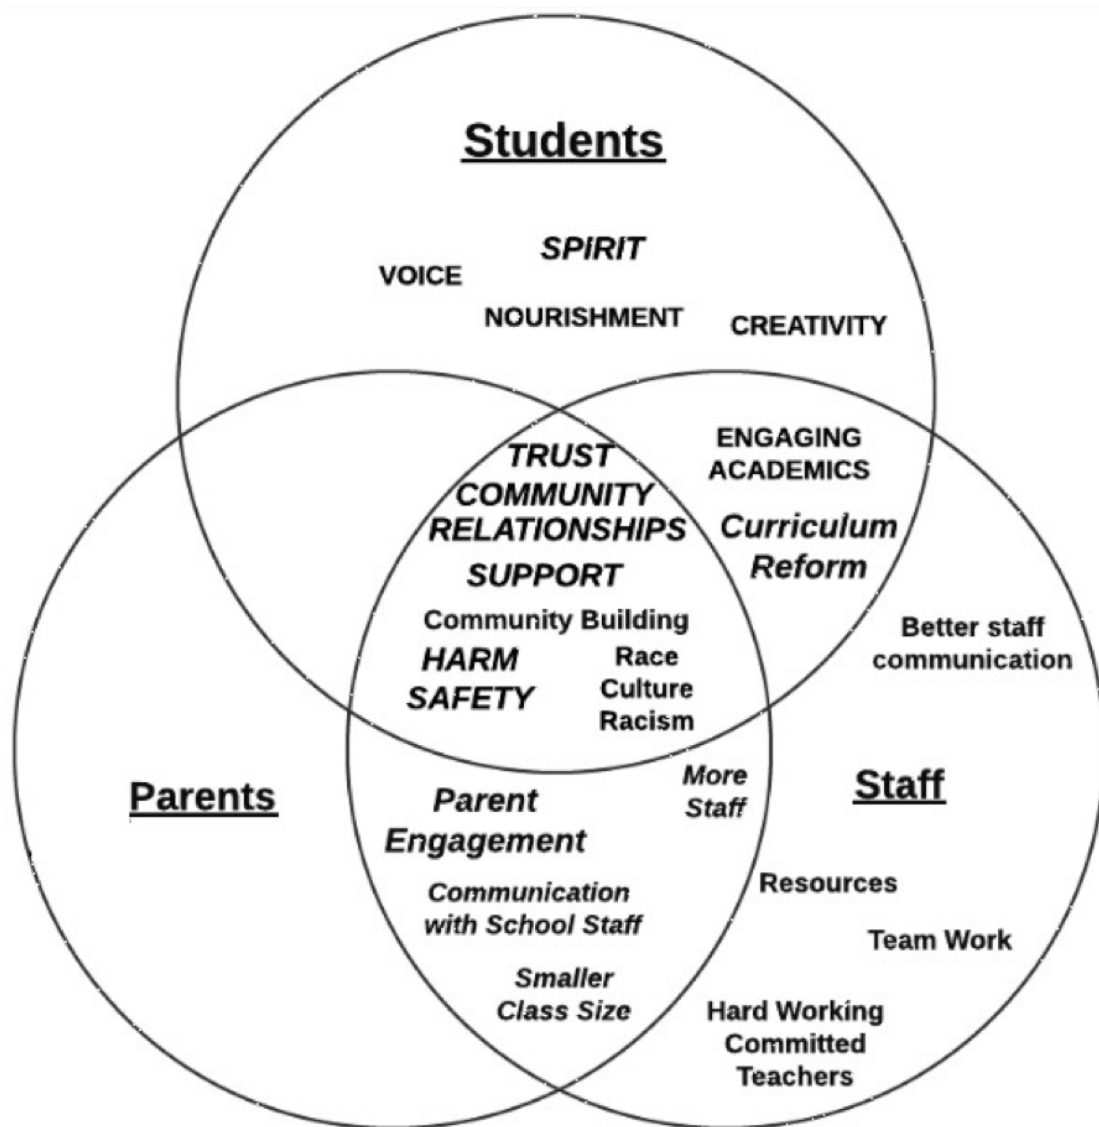 Students
SPIRIT
VOICE
NOURISHMENT
CREATIVITY
TRUST
COMMUNITY
RELATIONSHIPS
SUPPORT
Community Building
HARM
SAFETY
Race
Culture
Racism
ENGAGING
ACADEMICS
Curriculum
Reform
Better staff
communication
Parents
Parent
Engagement
Communication
with School Staff
Smaller
Class Size
More
Staff
Staff
Resources
Team Work
Hard Working
Committed
Teachers